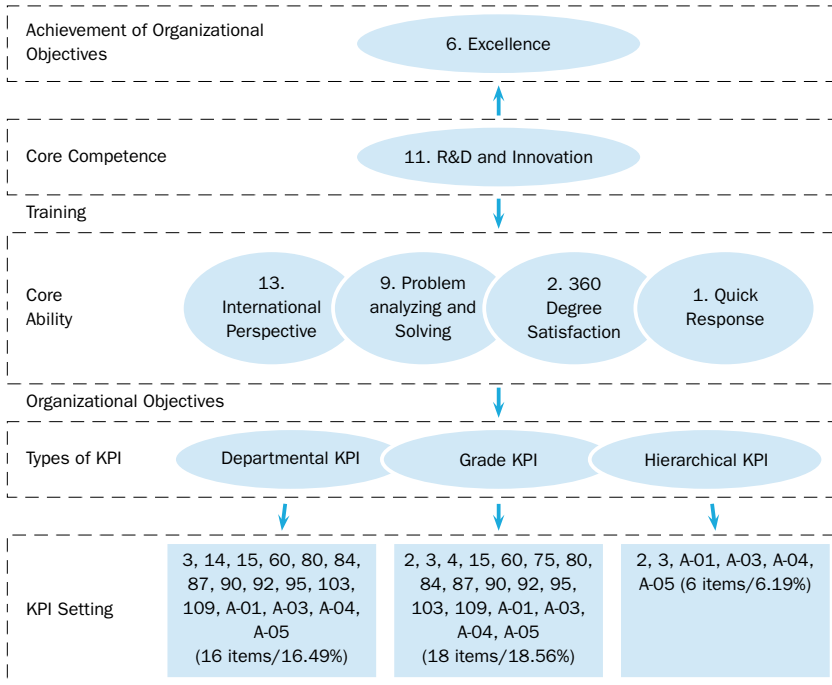 Achievement of Organizational
Objectives
6. Excellence
Core Competence
11. R&D and Innovation
Training
Core
Ability
13.
International
Perspective
9. Problem
analyzing and
Solving
2. 360
Degree
Satisfaction
1. Quick
Response
Organizational Objectives
Types of KPI
Departmental KPI
Grade KPI
Hierarchical KPI
KPI Setting
3, 14, 15, 60, 80, 84,
87, 90, 92, 95, 103,
109, A-01, A-03, A-04,
A-05
(16 items/16.49%)
2, 3, 4, 15, 60, 75, 80,
84, 87, 90, 92, 95,
103, 109, A-01, A-03,
A-04, A-05
(18 items/18.56%)
2, 3, A-01, A-03, A-04,
A-05 (6 items/6.19%)